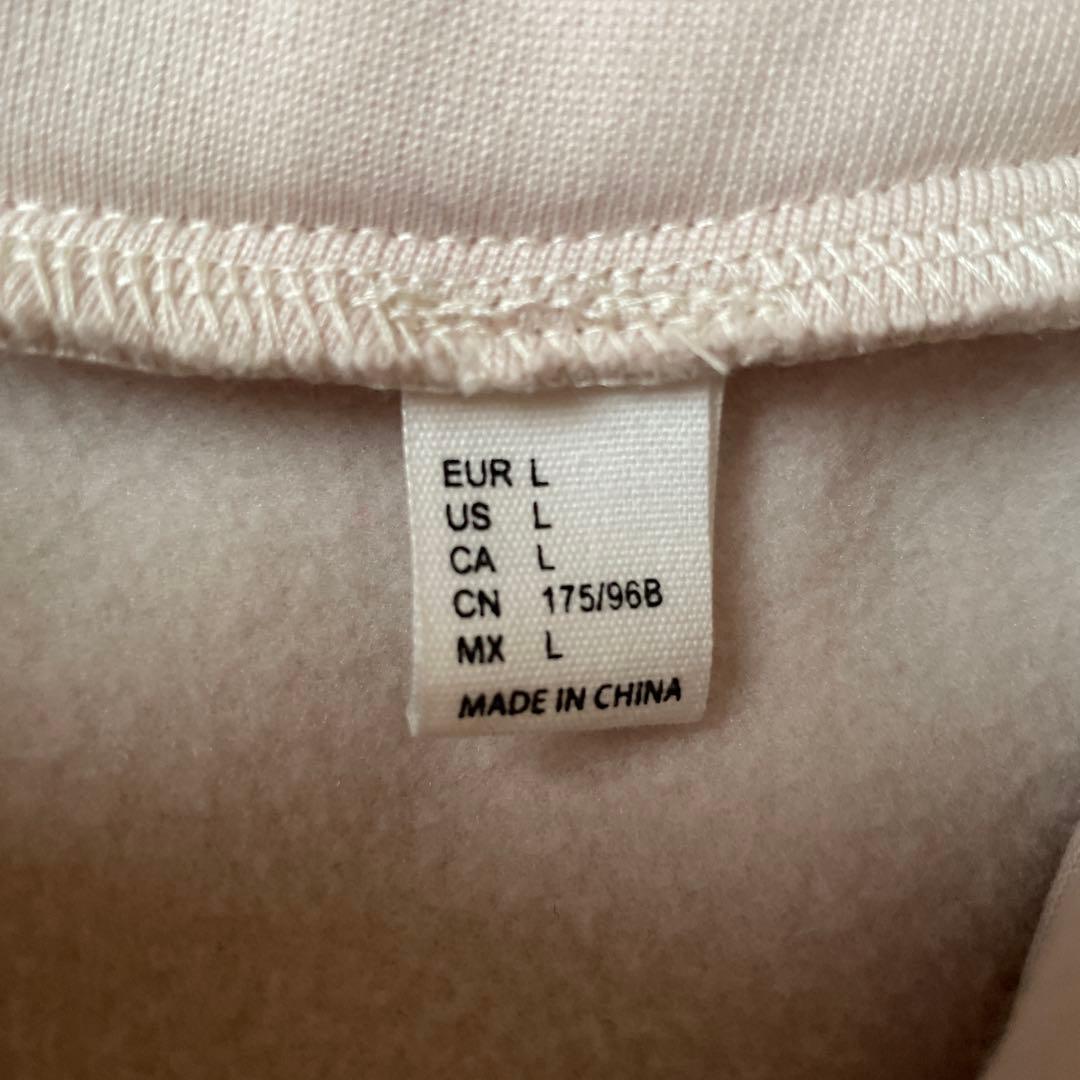 EUR L
US L
CA L
CN 175/96B
MX L
MADE IN CHINA